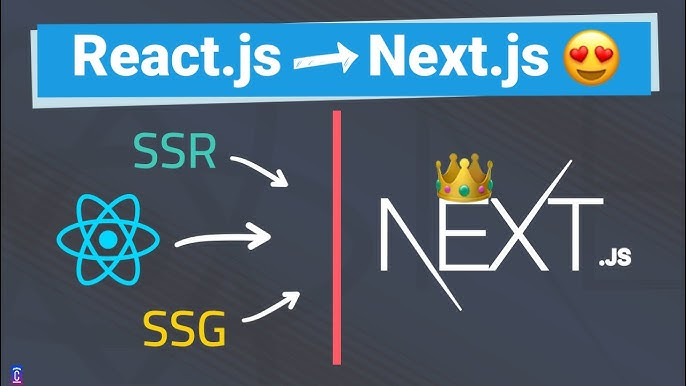 React.js → Next.js 😍
SSR
SSG
NEXT.JS
C